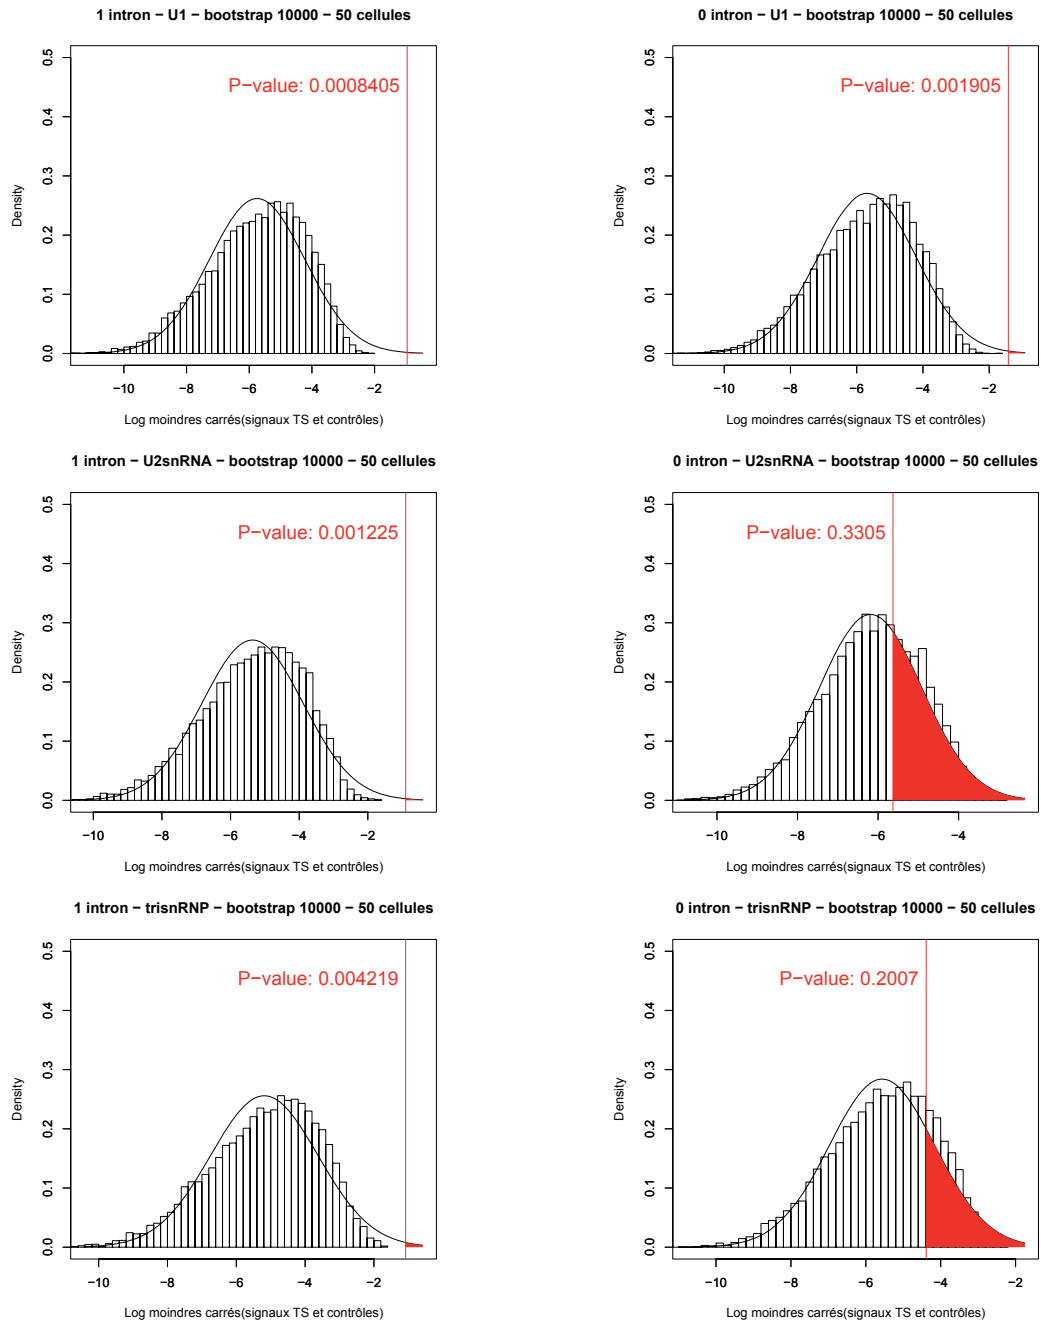 1 intron − U1 − bootstrap 10000 − 50 cellules
P−value: 0.0008405
Density
0.0 0.1 0.2 0.3 0.4 0.5
−10 −8 −6 −4 −2
Log moindres carrés(signaux TS et contrôles)
0 intron − U1 − bootstrap 10000 − 50 cellules
P−value: 0.001905
Density
0.0 0.1 0.2 0.3 0.4 0.5
−10 −8 −6 −4 −2
Log moindres carrés(signaux TS et contrôles)
1 intron − U2snRNA − bootstrap 10000 − 50 cellules
P−value: 0.001225
Density
0.0 0.1 0.2 0.3 0.4 0.5
−10 −8 −6 −4 −2
Log moindres carrés(signaux TS et contrôles)
0 intron − U2snRNA − bootstrap 10000 − 50 cellules
P−value: 0.3305
Density
0.0 0.1 0.2 0.3 0.4 0.5
−10 −8 −6 −4
Log moindres carrés(signaux TS et contrôles)
1 intron − trisnRNP − bootstrap 10000 − 50 cellules
P−value: 0.004219
Density
0.0 0.1 0.2 0.3 0.4 0.5
−10 −8 −6 −4 −2
Log moindres carrés(signaux TS et contrôles)
0 intron − trisnRNP − bootstrap 10000 − 50 cellules
P−value: 0.2007
Density
0.0 0.1 0.2 0.3 0.4 0.5
−10 −8 −6 −4 −2
Log moindres carrés(signaux TS et contrôles)